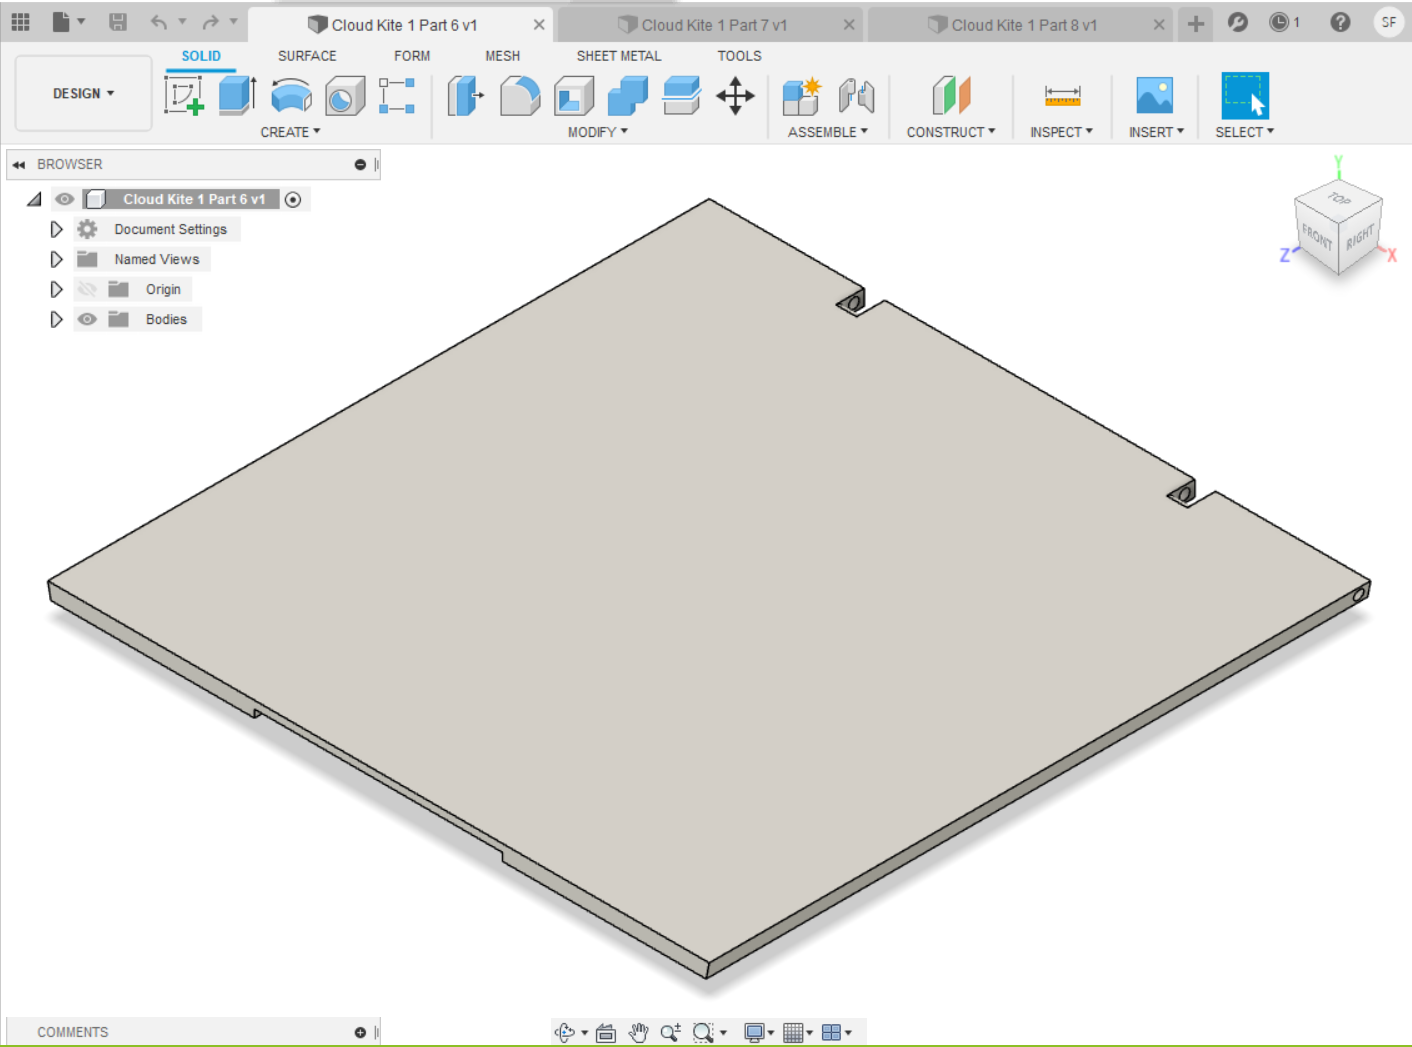 Cloud Kite 1 Part 6 v1
Cloud Kite 1 Part 7 v1
Cloud Kite 1 Part 8 v1
1
SF
SOLID
SURFACE
FORM
MESH
SHEET METAL
TOOLS
DESIGN
CREATE
MODIFY
ASSEMBLE
CONSTRUCT
INSPECT
INSERT
SELECT
BROWSER
Cloud Kite 1 Part 6 v1
Document Settings
Named Views
Origin
Bodies
Y
TOP
FRONT
RIGHT
Z
X
COMMENTS